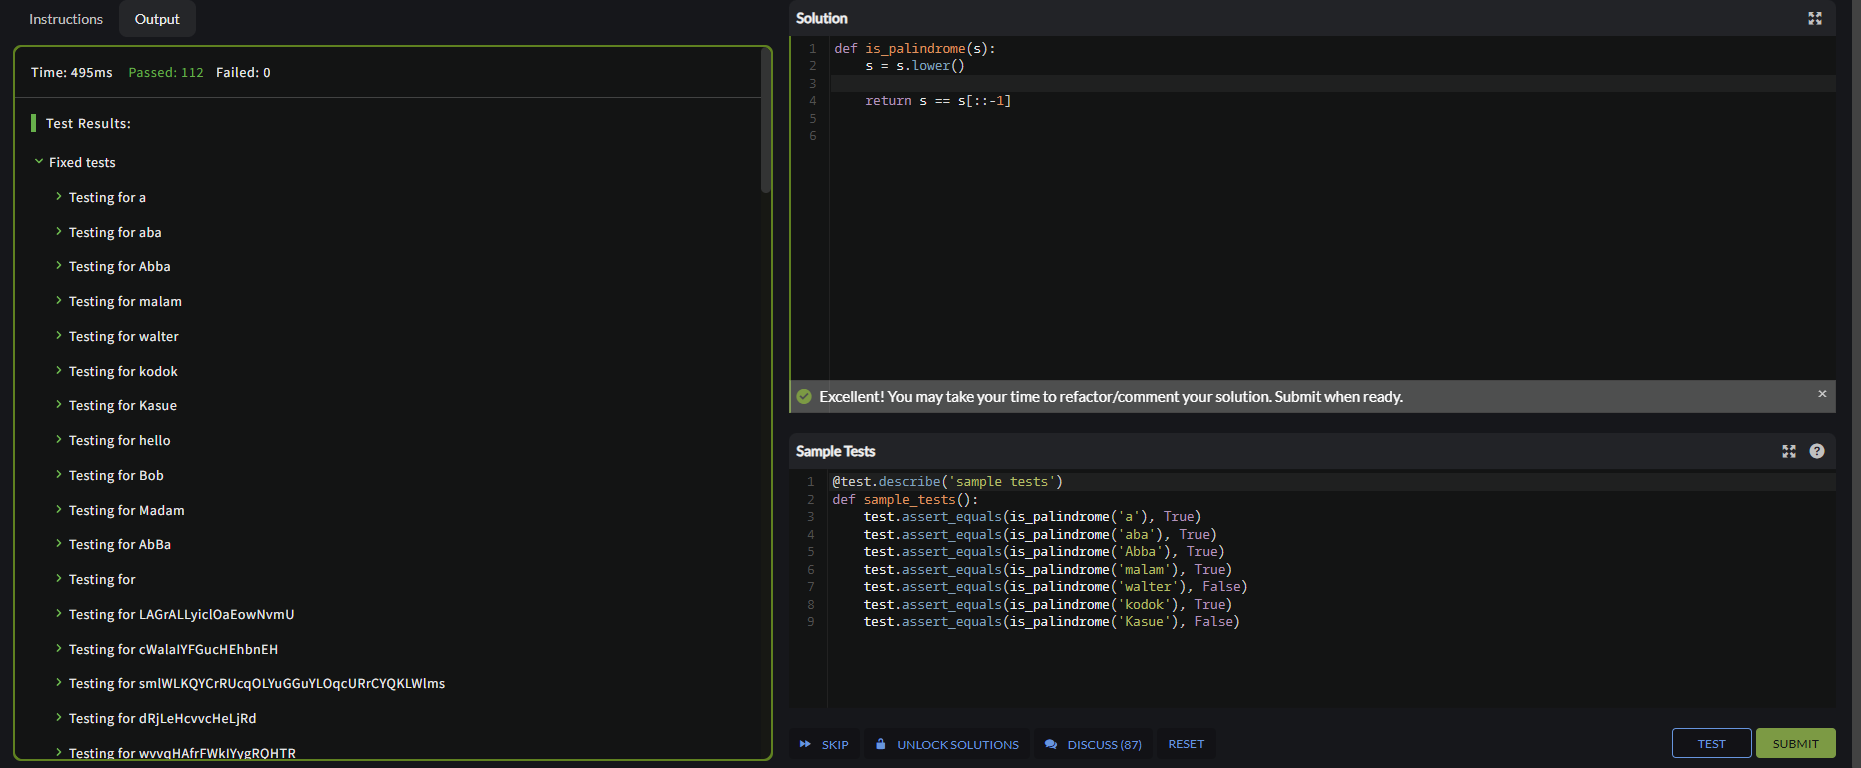 Instructions
Output
Time: 495ms Passed: 112 Failed: 0
Test Results:
Fixed tests
Testing for a
Testing for aba
Testing for Abba
Testing for malam
Testing for walter
Testing for kodok
Testing for Kasue
Testing for hello
Testing for Bob
Testing for Madam
Testing for AbBa
Testing for
Testing for LAGrALLyiclOaEowNvmU
Testing for cWalaIYFGucHEhbnEH
Testing for smlWLKQYCrRUcqOLYuGGuYLOqcURrCYQKLWlms
Testing for dRjLeHcvvcHeLjRd
Testing for wvvqHAfrFWkIYygRQHTR
Solution
1 def is_palindrome(s):
2     s = s.lower()
3
4     return s == s[::-1]
5
6
Excellent! You may take your time to refactor/comment your solution. Submit when ready.
×
Sample Tests
?
1 @test.describe('sample tests')
2 def sample_tests():
3     test.assert_equals(is_palindrome('a'), True)
4     test.assert_equals(is_palindrome('aba'), True)
5     test.assert_equals(is_palindrome('Abba'), True)
6     test.assert_equals(is_palindrome('malam'), True)
7     test.assert_equals(is_palindrome('walter'), False)
8     test.assert_equals(is_palindrome('kodok'), True)
9     test.assert_equals(is_palindrome('Kasue'), False)
SKIP UNLOCK SOLUTIONS DISCUSS (87) RESET TEST SUBMIT